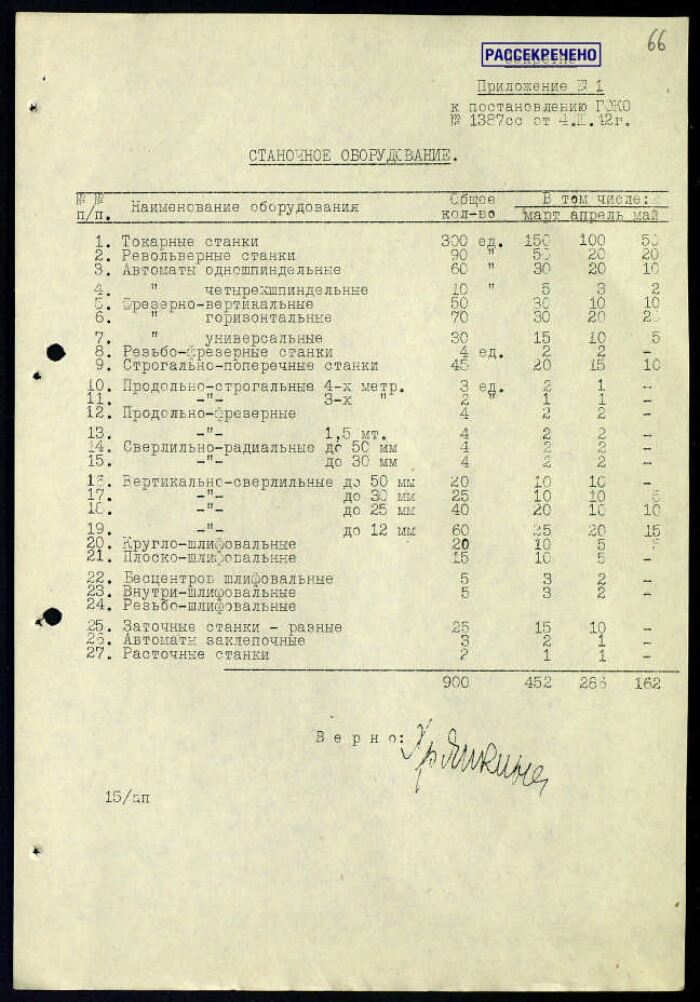 66
РАССЕКРЕЧЕНО
Приложение № 1
к постановлению ГОКО
№ 1387сс от 4.II.42г.
СТАНОЧНОЕ ОБОРУДОВАНИЕ.
№ № п/п. Наименование оборудования Общее кол-во В том числе:
март апрель май
1. Токарные станки 300 ед. 150 100 50
2. Револьверные станки 90 " 50 20 20
3. Автоматы одношпиндельные 60 " 30 20 10
4. " четырехшпиндельные 10 " 5 3 2
5. Фрезерно-вертикальные 50 30 10 10
6. " горизонтальные 70 30 20 20
7. " универсальные 30 15 10 5
8. Резьбо-фрезерные станки 4 ед. 2 2 -
9. Строгально-поперечные станки 45 20 15 10
10. Продольно-строгальные 4-х метр. 3 ед. 2 1 -
11. -"- 3-х " 2 " 1 1 -
12. Продольно-фрезерные 4 2 2 -
13. -"- 1,5 мт. 4 2 2 -
14. Сверлильно-радиальные до 50 мм 4 2 2 -
15. -"- до 30 мм 4 2 2 -
16. Вертикально-сверлильные до 50 мм 20 10 10 -
17. -"- до 30 мм 25 10 10 5
18. -"- до 25 мм 40 20 10 10
19. -"- до 12 мм 60 25 20 15
20. Кругло-шлифовальные 20 10 5 5
21. Плоско-шлифовальные 15 10 5 -
22. Бесцентров шлифовальные 5 3 2 -
23. Внутри-шлифовальные 5 3 2 -
24. Резьбо-шлифовальные
25. Заточные станки - разные 25 15 10 -
26. Автоматы заклепочные 3 2 1 -
27. Расточные станки 2 1 1 -
900 452 286 162
Верно:
15/ап